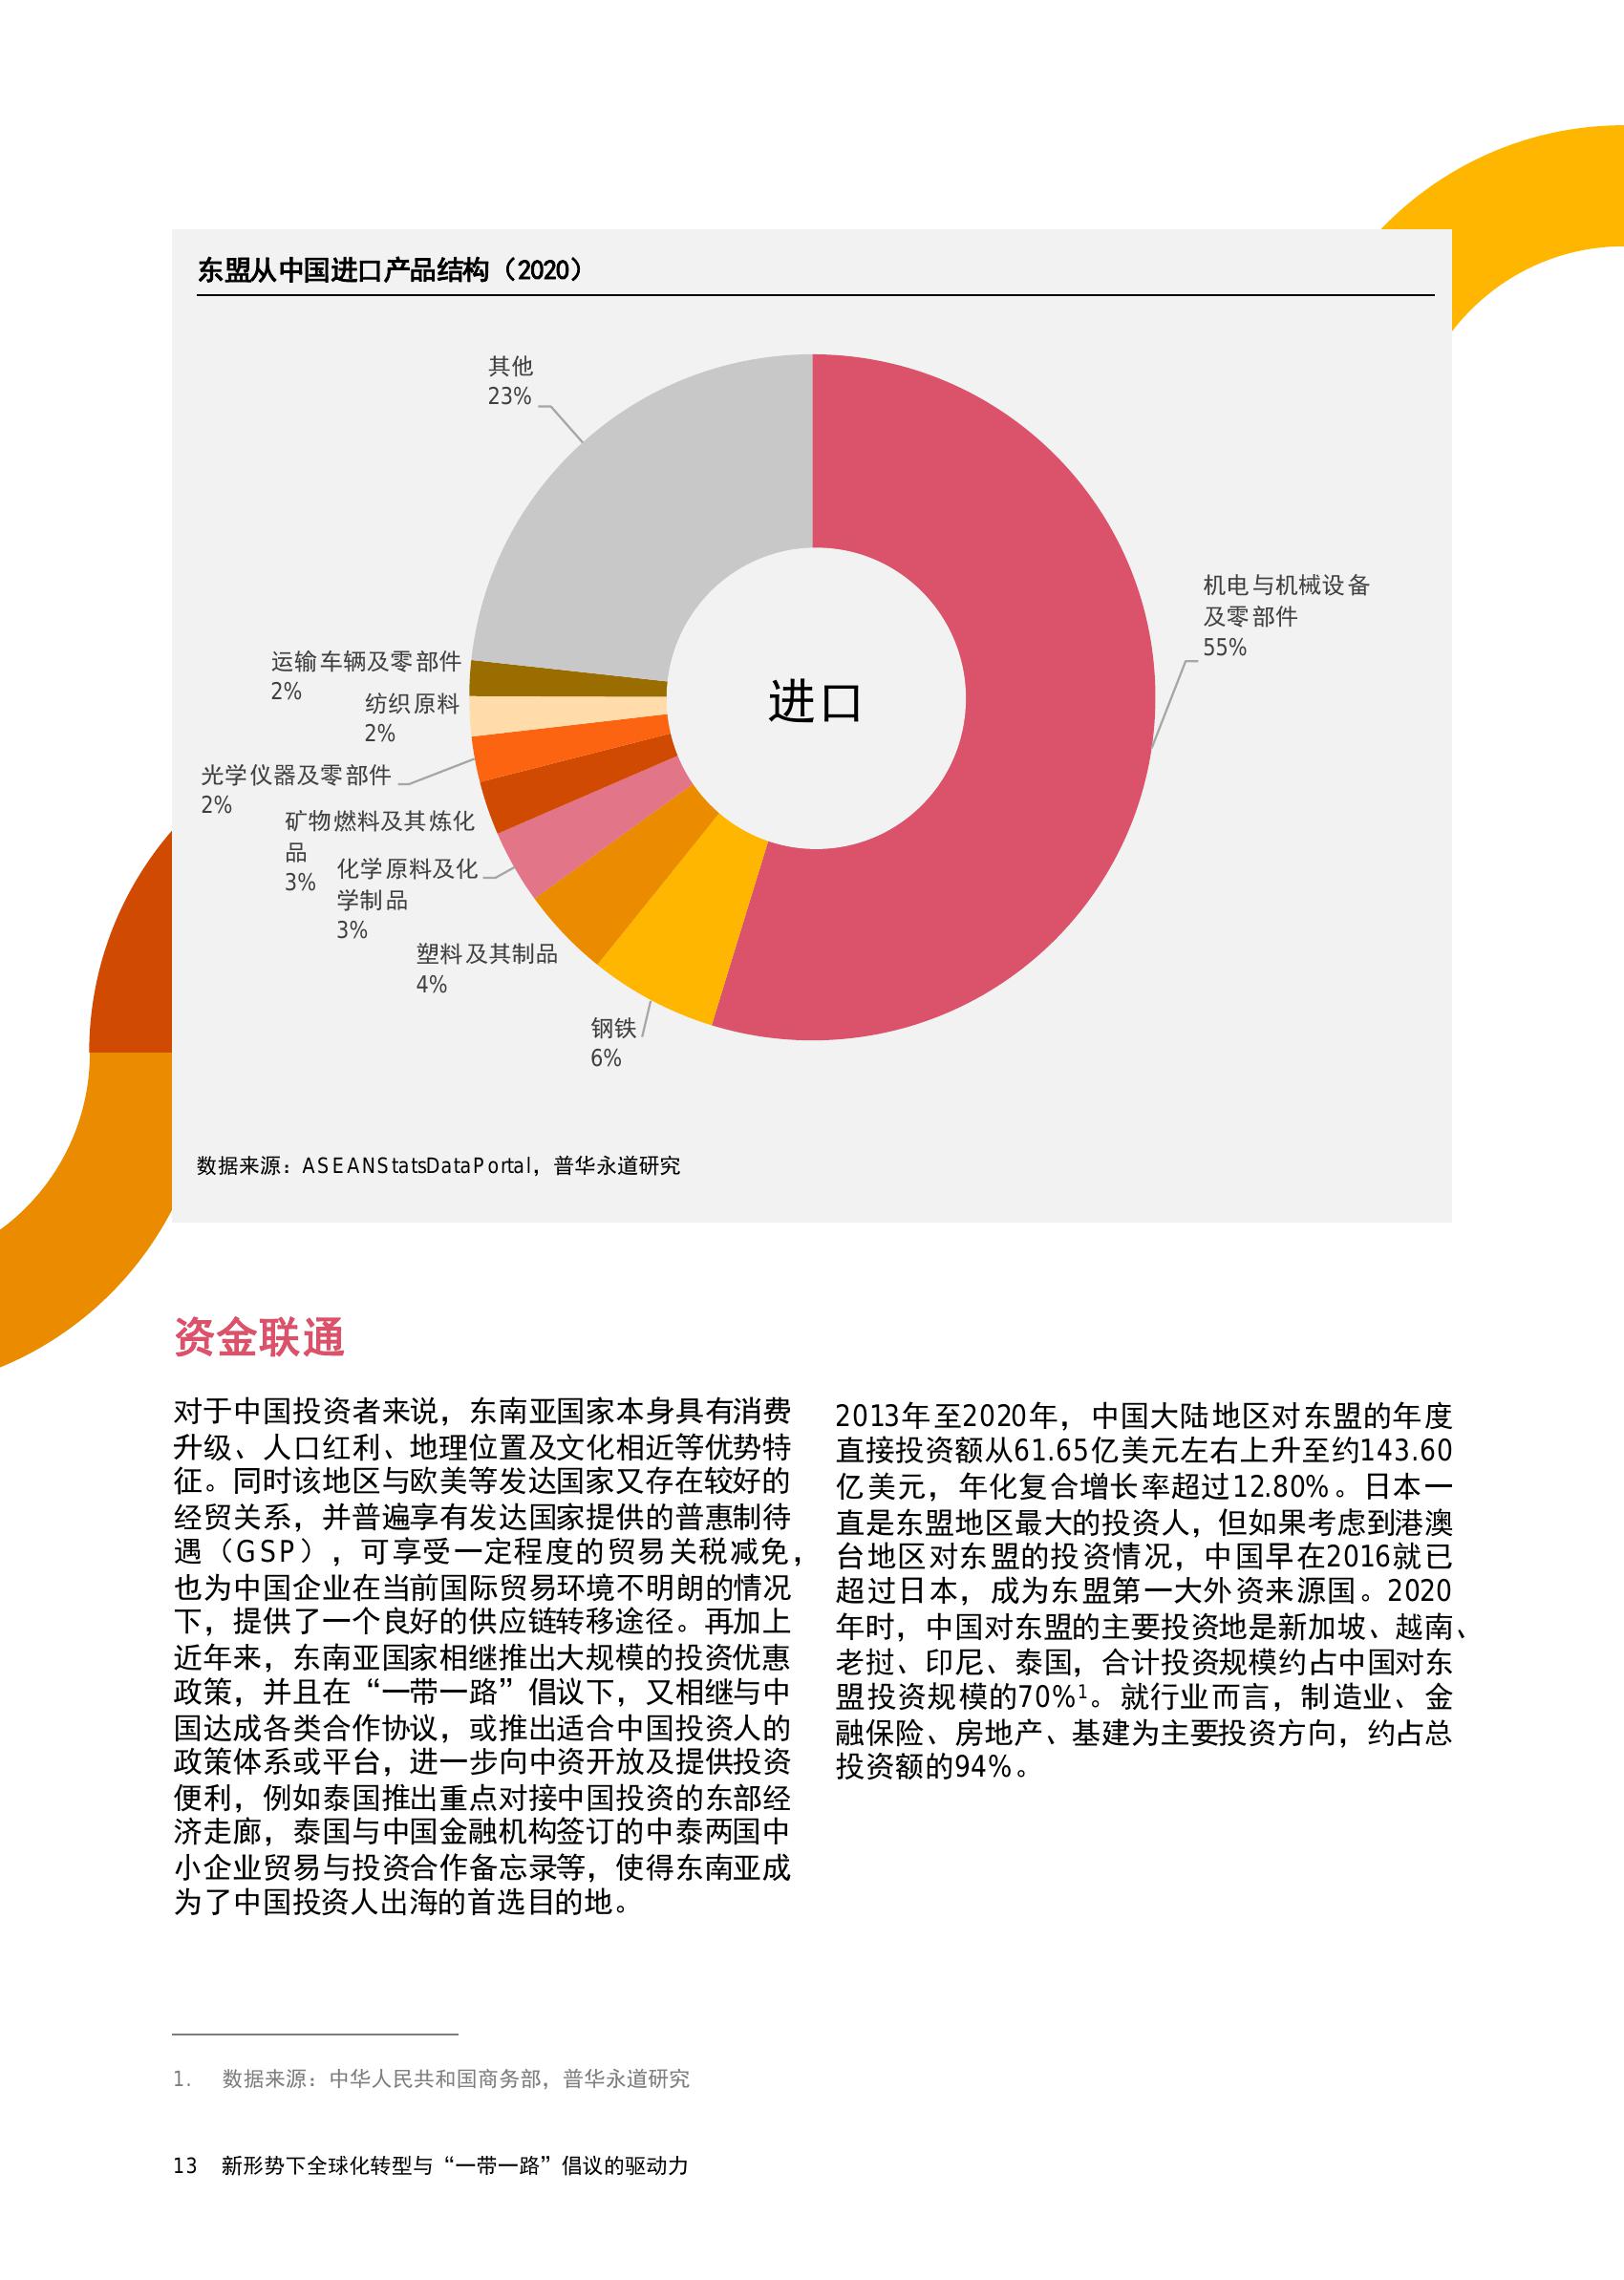 东盟从中国进口产品结构（2020）
其他
23%
机电与机械设备
及零部件
55%
运输车辆及零部件
2%
纺织原料
2%
进口
光学仪器及零部件
2%
矿物燃料及其炼化
品
3%
化学原料及化
学制品
3%
塑料及其制品
4%
钢铁
6%
数据来源：ASEANStatsDataPortal，普华永道研究
资金联通
对于中国投资者来说，东南亚国家本身具有消费
升级、人口红利、地理位置及文化相近等优势特
征。同时该地区与欧美等发达国家又存在较好的
经贸关系，并普遍享有发达国家提供的普惠制待
遇（GSP），可享受一定程度的贸易关税减免，
也为中国企业在当前国际贸易环境不明朗的情况
下，提供了一个良好的供应链转移途径。再加上
近年来，东南亚国家相继推出大规模的投资优惠
政策，并且在“一带一路”倡议下，又相继与中
国达成各类合作协议，或推出适合中国投资人的
政策体系或平台，进一步向中资开放及提供投资
便利，例如泰国推出重点对接中国投资的东部经
济走廊，泰国与中国金融机构签订的中泰两国中
小企业贸易与投资合作备忘录等，使得东南亚成
为了中国投资人出海的首选目的地。
2013年至2020年，中国大陆地区对东盟的年度
直接投资额从61.65亿美元左右上升至约143.60
亿美元，年化复合增长率超过12.80%。日本一
直是东盟地区最大的投资人，但如果考虑到港澳
台地区对东盟的投资情况，中国早在2016就已
超过日本，成为东盟第一大外资来源国。2020
年时，中国对东盟的主要投资地是新加坡、越南、
老挝、印尼、泰国，合计投资规模约占中国对东
盟投资规模的70%¹。就行业而言，制造业、金
融保险、房地产、基建为主要投资方向，约占总
投资额的94%。
1. 数据来源：中华人民共和国商务部，普华永道研究
13 新形势下全球化转型与“一带一路”倡议的驱动力